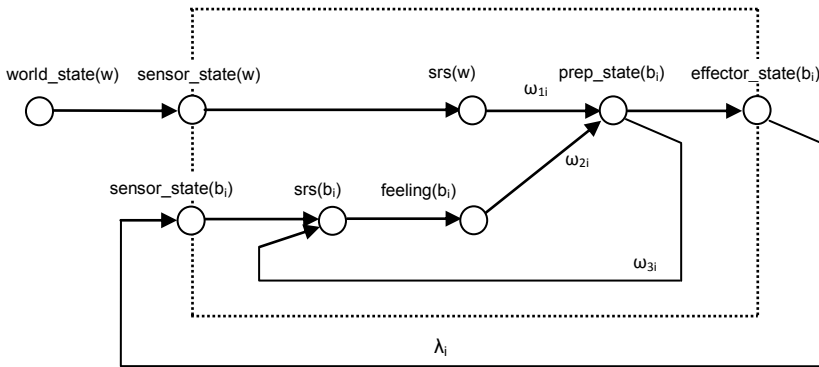 world_state(w) sensor_state(w) srs(w) prep_state(bᵢ) effector_state(bᵢ)
ω₁ᵢ
ω₂ᵢ
sensor_state(bᵢ) srs(bᵢ) feeling(bᵢ)
ω₃ᵢ
λᵢ